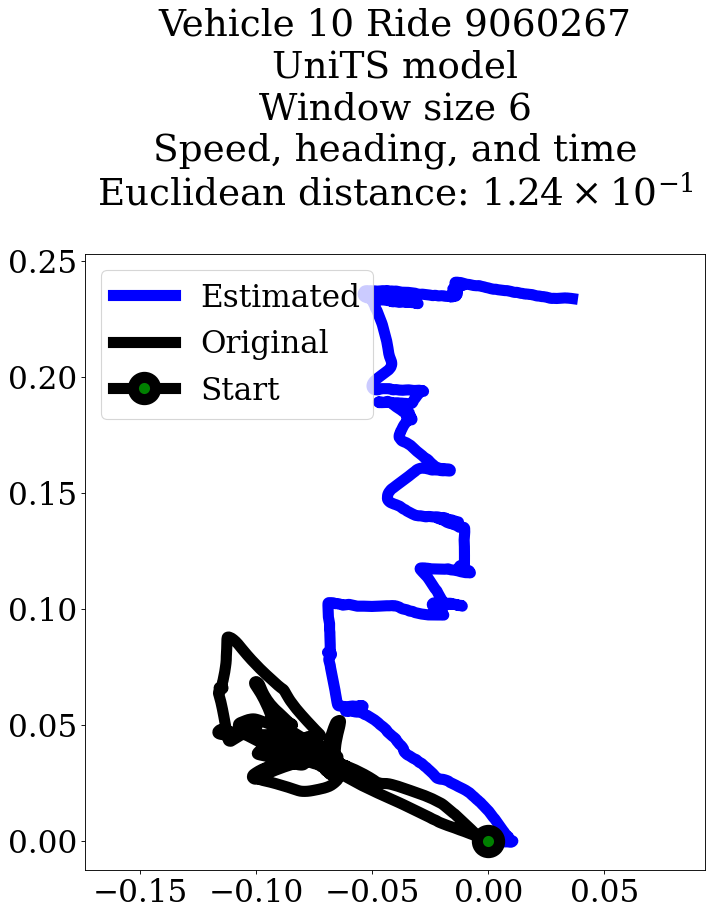 Vehicle 10 Ride 9060267
UniTS model
Window size 6
Speed, heading, and time
Euclidean distance: 1.24 × 10⁻¹
Estimated
Original
Start
0.25
0.20
0.15
0.10
0.05
0.00
−0.15 −0.10 −0.05 0.00 0.05